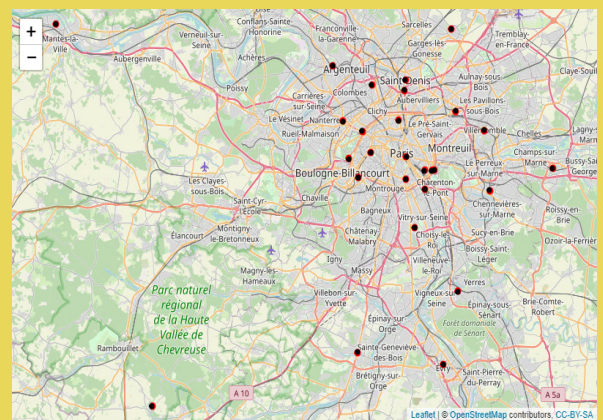 Mantes-la-
Ville
Verneuil-sur-
Seine
Conflans-Sainte-
Honorine
Franconville-
la-Garenne
Sarcelles
Garges-lès
Gonesse
Tremblay-
en-France
Aubergenville
Achères
Poissy
Argenteuil
Saint-Denis
Aulnay-sous-
Bois
Claye-Souil
Carrières-
sur-Seine
Colombes
Aubervilliers
Les Pavillons-
sous-Bois
Clichy
Le Vésinet
Nanterre
Rueil-Malmaison
Le Pré-Saint-
Gervais
Villemomble
Chelles
Lagny-
Marn
Paris
Montreuil
Le Perreux-
sur-Marne
Champs-sur-
Marne
Bussy-Sai
George
Boulogne-Billancourt
Charenton-
le-Pont
Les Clayes-
sous-Bois
Saint-Cyr
l'École
Chaville
Montrouge
Bagneux
Vitry-sur-Seine
Chennevières-
sur-Marne
Roissy-en-
Brie
Élancourt
Montigny-
le-Bretonneux
Châtenay
Malabry
Choisy-le-
Roi
Sucy-en-Brie
Boissy-Saint-
Léger
Ozoir-la-Ferrièr
Igny
Massy
Villeneuve-
le-Roi
Magny-les-
Hameaux
Villebon-sur-
Yvette
Vigneux-sur
Seine
Yerres
Parc naturel
régional
de la Haute
Vallée de
Chevreuse
Épinay-sous
Sénart
Brie-Comte-
Robert
Épinay-sur-
Orge
Forêt domaniale
de Sénart
Rambouillet
Sainte-Geneviève-
des-Bois
Évry
Saint-Pierre-
du-Perray
Brétigny-sur-
Orge
A 10
A 5a
+
−
Leaflet | © OpenStreetMap contributors, CC-BY-SA